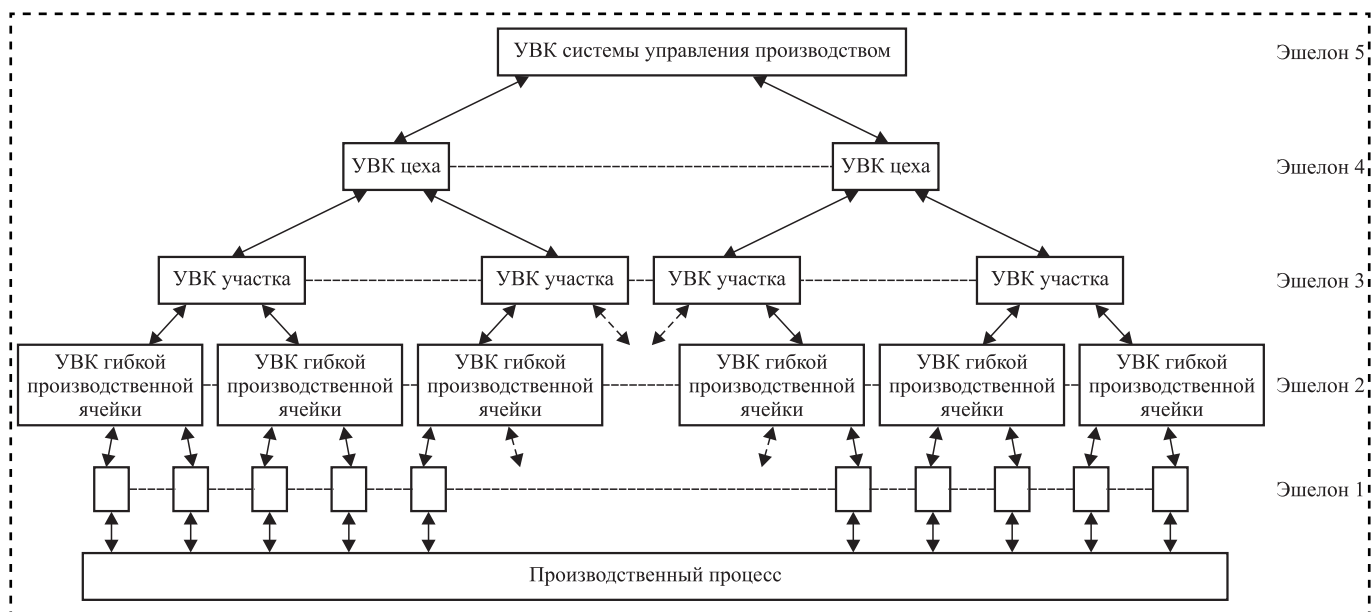 УВК системы управления производством
Эшелон 5
УВК цеха
УВК цеха
Эшелон 4
УВК участка
УВК участка
УВК участка
УВК участка
Эшелон 3
УВК гибкой
производственной
ячейки
УВК гибкой
производственной
ячейки
УВК гибкой
производственной
ячейки
УВК гибкой
производственной
ячейки
УВК гибкой
производственной
ячейки
УВК гибкой
производственной
ячейки
Эшелон 2
Эшелон 1
Производственный процесс